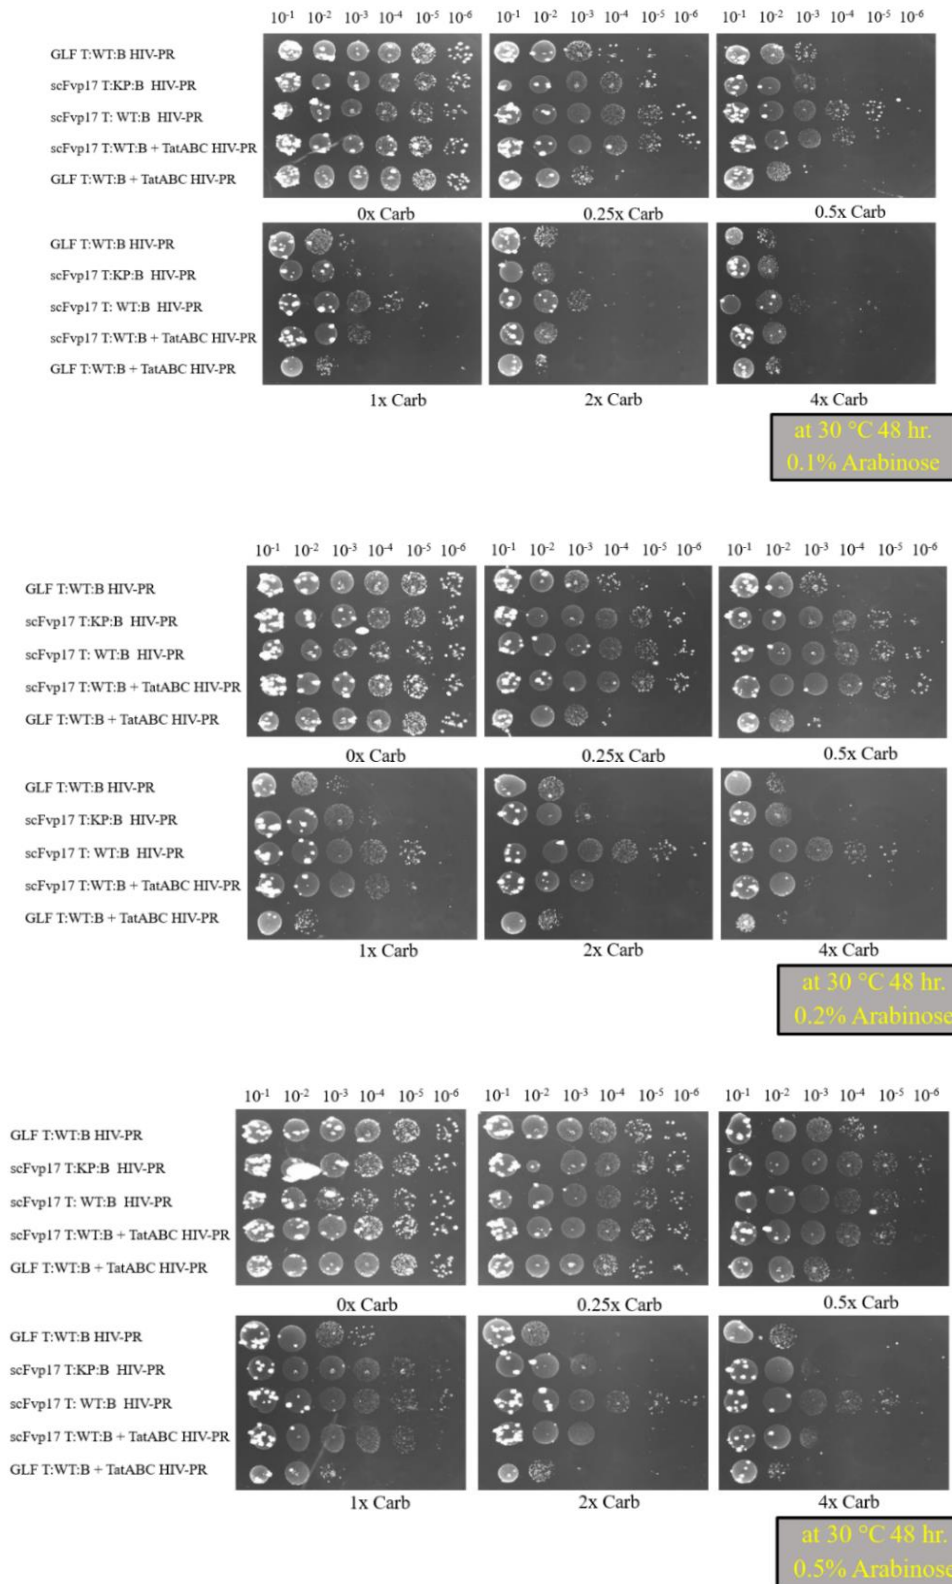 10-1 10-2 10-3 10-4 10-5 10-6 10-1 10-2 10-3 10-4 10-5 10-6 10-1 10-2 10-3 10-4 10-5 10-6
GLF T:WT:B HIV-PR
scFvp17 T:KP:B HIV-PR
scFvp17 T: WT:B HIV-PR
scFvp17 T:WT:B + TatABC HIV-PR
GLF T:WT:B + TatABC HIV-PR
0x Carb 0.25x Carb 0.5x Carb
GLF T:WT:B HIV-PR
scFvp17 T:KP:B HIV-PR
scFvp17 T: WT:B HIV-PR
scFvp17 T:WT:B + TatABC HIV-PR
GLF T:WT:B + TatABC HIV-PR
1x Carb 2x Carb 4x Carb
at 30 °C 48 hr.
0.1% Arabinose
10-1 10-2 10-3 10-4 10-5 10-6 10-1 10-2 10-3 10-4 10-5 10-6 10-1 10-2 10-3 10-4 10-5 10-6
GLF T:WT:B HIV-PR
scFvp17 T:KP:B HIV-PR
scFvp17 T: WT:B HIV-PR
scFvp17 T:WT:B + TatABC HIV-PR
GLF T:WT:B + TatABC HIV-PR
0x Carb 0.25x Carb 0.5x Carb
GLF T:WT:B HIV-PR
scFvp17 T:KP:B HIV-PR
scFvp17 T: WT:B HIV-PR
scFvp17 T:WT:B + TatABC HIV-PR
GLF T:WT:B + TatABC HIV-PR
1x Carb 2x Carb 4x Carb
at 30 °C 48 hr.
0.2% Arabinose
10-1 10-2 10-3 10-4 10-5 10-6 10-1 10-2 10-3 10-4 10-5 10-6 10-1 10-2 10-3 10-4 10-5 10-6
GLF T:WT:B HIV-PR
scFvp17 T:KP:B HIV-PR
scFvp17 T: WT:B HIV-PR
scFvp17 T:WT:B + TatABC HIV-PR
GLF T:WT:B + TatABC HIV-PR
0x Carb 0.25x Carb 0.5x Carb
GLF T:WT:B HIV-PR
scFvp17 T:KP:B HIV-PR
scFvp17 T: WT:B HIV-PR
scFvp17 T:WT:B + TatABC HIV-PR
GLF T:WT:B + TatABC HIV-PR
1x Carb 2x Carb 4x Carb
at 30 °C 48 hr.
0.5% Arabinose